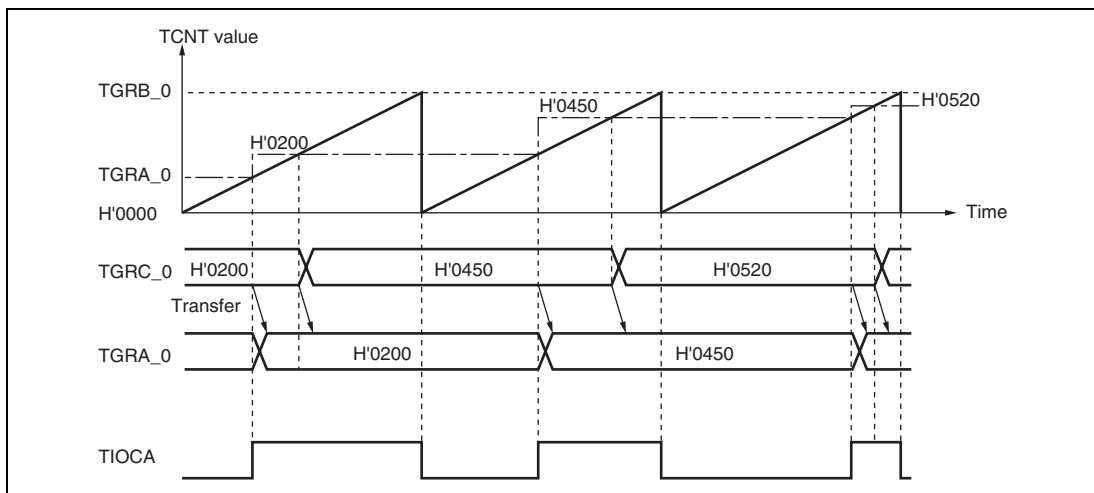 TCNT value
TGRB_0
H'0520
H'0450
H'0200
TGRA_0
H'0000
Time
TGRC_0
H'0200
H'0450
H'0520
Transfer
TGRA_0
H'0200
H'0450
TIOCA